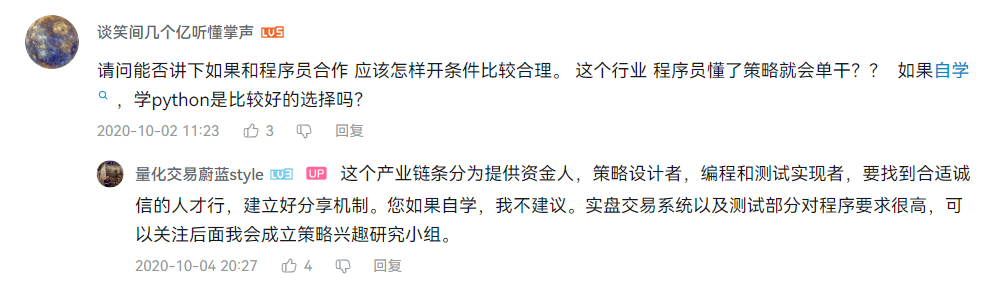 谈笑间几个亿听懂掌声 LV5
请问能否讲下如果和程序员合作 应该怎样开条件比较合理。 这个行业 程序员懂了策略就会单干？？ 如果自学
，学python是比较好的选择吗？
2020-10-02 11:23 3 回复
量化交易蔚蓝style LV3 UP 这个产业链条分为提供资金人，策略设计者，编程和测试实现者，要找到合适诚
信的人才行，建立好分享机制。您如果自学，我不建议。实盘交易系统以及测试部分对程序要求很高，可
以关注后面我会成立策略兴趣研究小组。
2020-10-04 20:27 4 回复